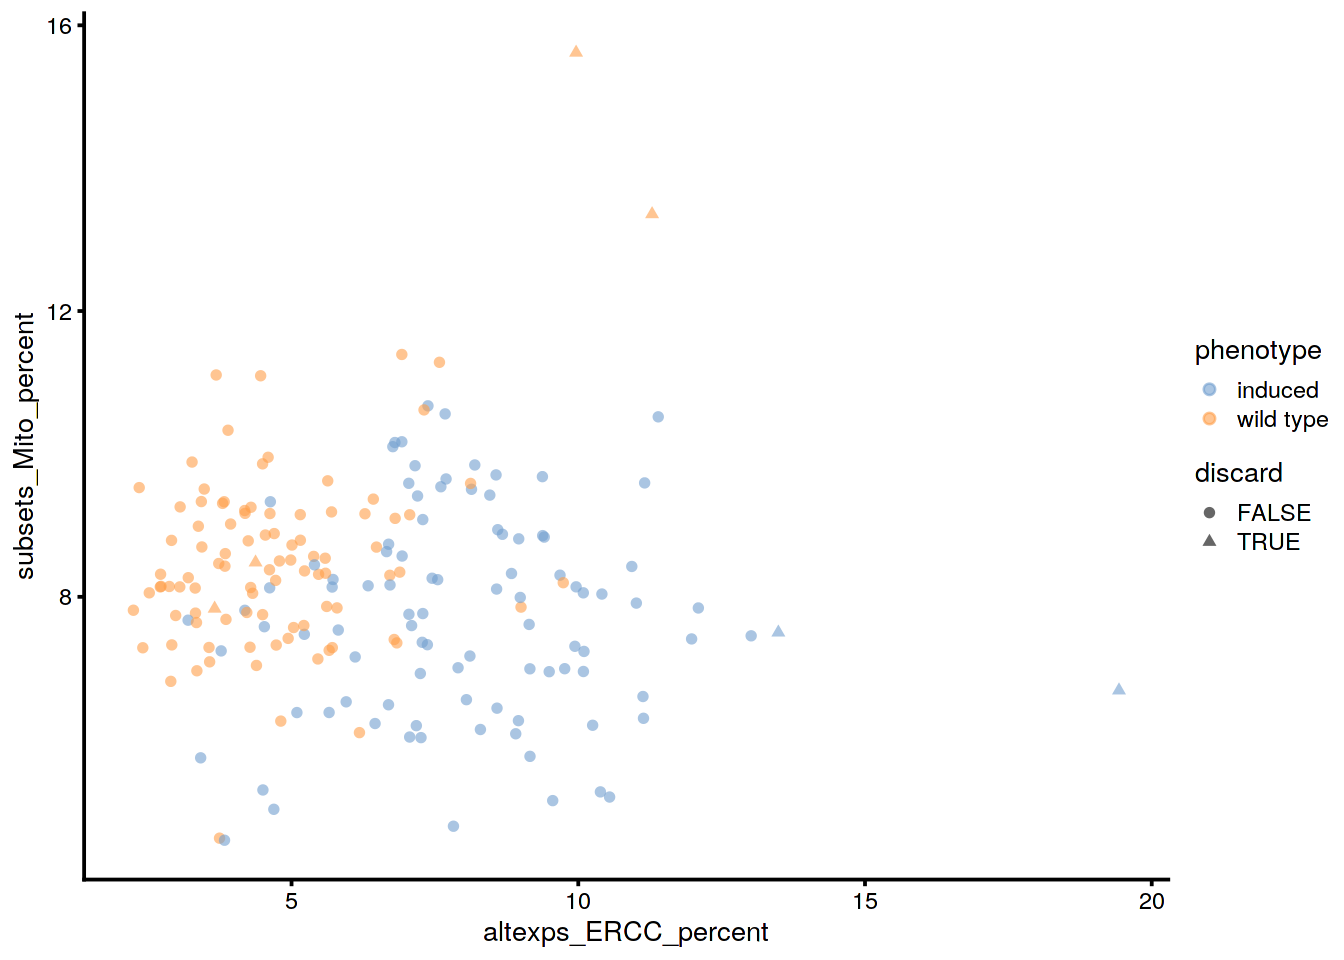 16
12
8
subsets_Mito_percent
5
10
15
20
altexps_ERCC_percent
phenotype
induced
wild type
discard
FALSE
TRUE